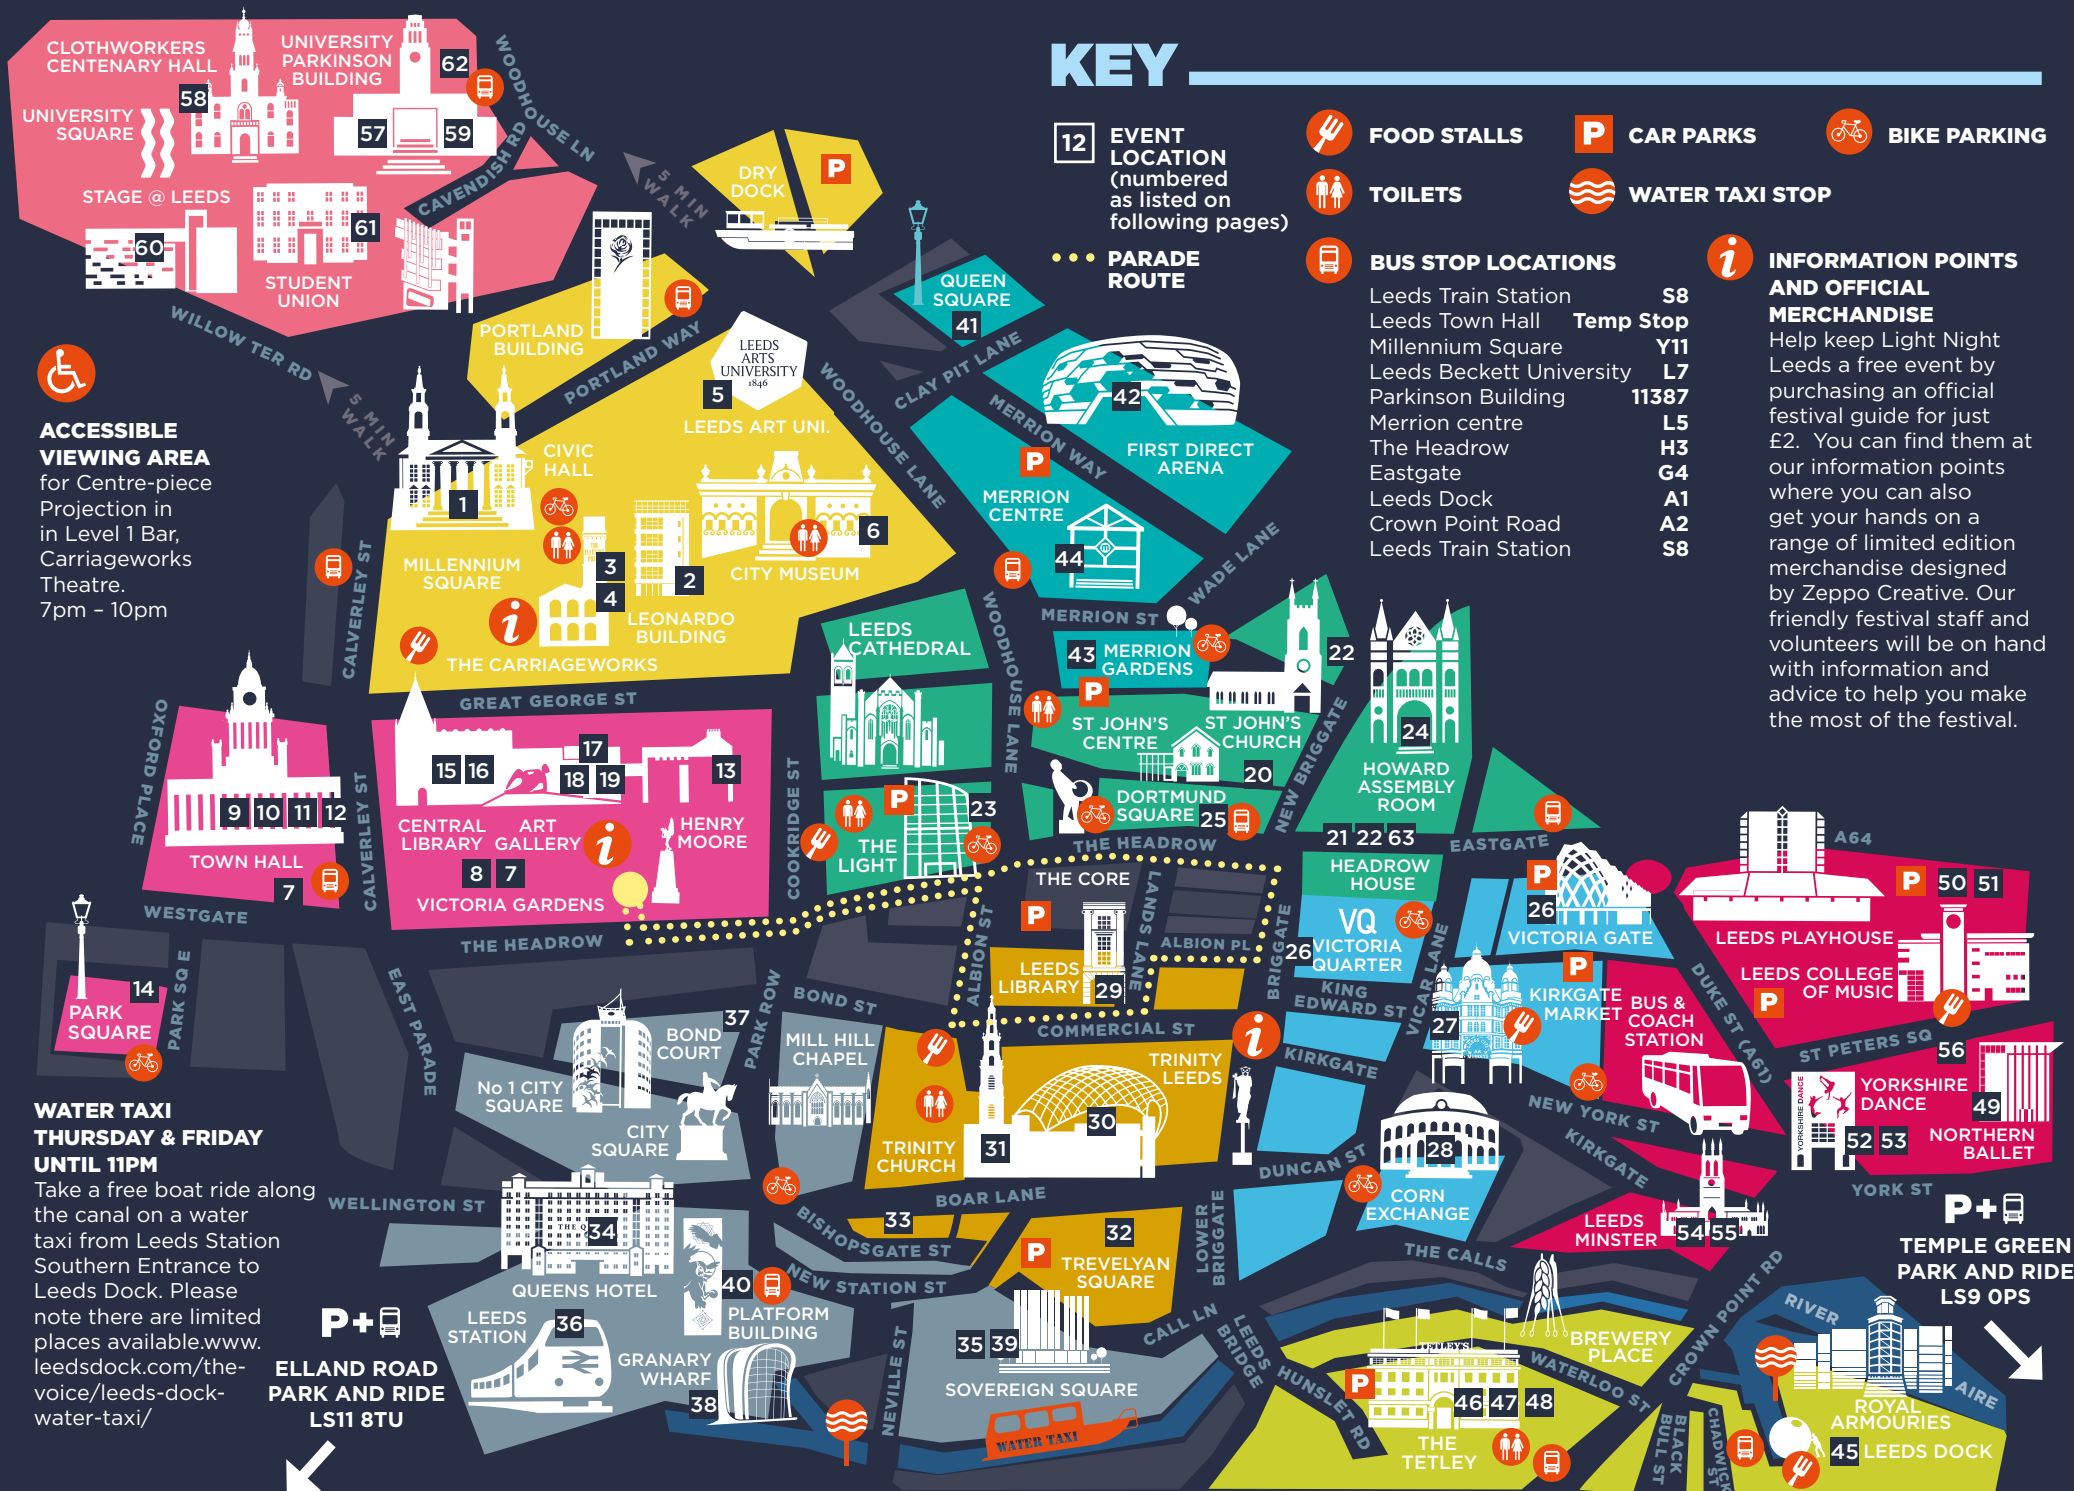 CLOTHWORKERS
CENTENARY HALL
UNIVERSITY
PARKINSON
BUILDING
62
58
UNIVERSITY
SQUARE
57
59
STAGE @ LEEDS
60
61
STUDENT
UNION
WOODHOUSE LN
CAVENDISH RD
WILLOW TER RD
5 MIN
WALK
5 MIN
WALK
DRY
DOCK
P
KEY
12
EVENT
LOCATION
(numbered
as listed on
following pages)
PARADE
ROUTE
FOOD STALLS
P
CAR PARKS
BIKE PARKING
TOILETS
WATER TAXI STOP
BUS STOP LOCATIONS
Leeds Train Station S8
Leeds Town Hall Temp Stop
Millennium Square Y11
Leeds Beckett University L7
Parkinson Building 11387
Merrion centre L5
The Headrow H3
Eastgate G4
Leeds Dock A1
Crown Point Road A2
Leeds Train Station S8
i
INFORMATION POINTS
AND OFFICIAL
MERCHANDISE
Help keep Light Night
Leeds a free event by
purchasing an official
festival guide for just
£2. You can find them at
our information points
where you can also
get your hands on a
range of limited edition
merchandise designed
by Zeppo Creative. Our
friendly festival staff and
volunteers will be on hand
with information and
advice to help you make
the most of the festival.
ACCESSIBLE
VIEWING AREA
for Centre-piece
Projection in
in Level 1 Bar,
Carriageworks
Theatre.
7pm – 10pm
PORTLAND
BUILDING
PORTLAND WAY
LEEDS
ARTS
UNIVERSITY
1846
5
LEEDS ART UNI.
CIVIC
HALL
1
MILLENNIUM
SQUARE
3
4
2
LEONARDO
BUILDING
6
CITY MUSEUM
i
THE CARRIAGEWORKS
WOODHOUSE LANE
CALVERLEY ST
GREAT GEORGE ST
QUEEN
SQUARE
41
CLAY PIT LANE
MERRION WAY
42
FIRST DIRECT
ARENA
P
MERRION
CENTRE
44
WADE LANE
MERRION ST
43
MERRION
GARDENS
P
WOODHOUSE LANE
LEEDS
CATHEDRAL
22
ST JOHN'S
CENTRE
ST JOHN'S
CHURCH
20
NEW BRIGGATE
24
HOWARD
ASSEMBLY
ROOM
21 22 63
DORTMUND
SQUARE
25
THE HEADROW
EASTGATE
OXFORD PLACE
9 10 11 12
TOWN HALL
7
WESTGATE
CALVERLEY ST
15 16
17
18 19
13
CENTRAL
LIBRARY
ART
GALLERY
i
HENRY
MOORE
8 7
VICTORIA GARDENS
THE HEADROW
COOKRIDGE ST
P
23
THE
LIGHT
THE CORE
P
LANDS LANE
ALBION PL
ALBION ST
BRIGGATE
HEADROW
HOUSE
VQ
26
VICTORIA
QUARTER
KING
EDWARD ST
VICAR LANE
P
26
VICTORIA GATE
P
27
KIRKGATE
MARKET
BUS &
COACH
STATION
A64
P
50 51
LEEDS PLAYHOUSE
LEEDS COLLEGE
OF MUSIC
P
DUKE ST (A61)
ST PETERS SQ
56
YORKSHIRE DANCE
YORKSHIRE
DANCE
49
52 53
NORTHERN
BALLET
YORK ST
14
PARK
SQUARE
PARK SQ E
EAST PARADE
PARK ROW
BOND ST
37
BOND
COURT
No 1 CITY
SQUARE
CITY
SQUARE
MILL HILL
CHAPEL
LEEDS
LIBRARY
29
COMMERCIAL ST
i
TRINITY
LEEDS
30
31
TRINITY
CHURCH
BOAR LANE
KIRKGATE
NEW YORK ST
KIRKGATE
DUNCAN ST
28
CORN
EXCHANGE
LEEDS
MINSTER
54 55
THE CALLS
WATER TAXI
THURSDAY & FRIDAY
UNTIL 11PM
Take a free boat ride along
the canal on a water
taxi from Leeds Station
Southern Entrance to
Leeds Dock. Please
note there are limited
places available.www.
leedsdock.com/the-
voice/leeds-dock-
water-taxi/
P+
ELLAND ROAD
PARK AND RIDE
LS11 8TU
WELLINGTON ST
THE Q
34
QUEENS HOTEL
LEEDS
STATION
36
40
PLATFORM
BUILDING
GRANARY
WHARF
38
BISHOPSGATE ST
NEW STATION ST
NEVILLE ST
33
P
32
TREVELYAN
SQUARE
LOWER
BRIGGATE
CALL LN
35 39
SOVEREIGN SQUARE
WATER TAXI
LEEDS
BRIDGE
HUNSLET RD
TETLEY'S
P
46 47 48
THE
TETLEY
BREWERY
PLACE
WATERLOO ST
CROWN POINT RD
BLACK
BULL ST
CHADWICK
ST
RIVER
AIRE
ROYAL
ARMOURIES
45
LEEDS DOCK
P+
TEMPLE GREEN
PARK AND RIDE
LS9 0PS